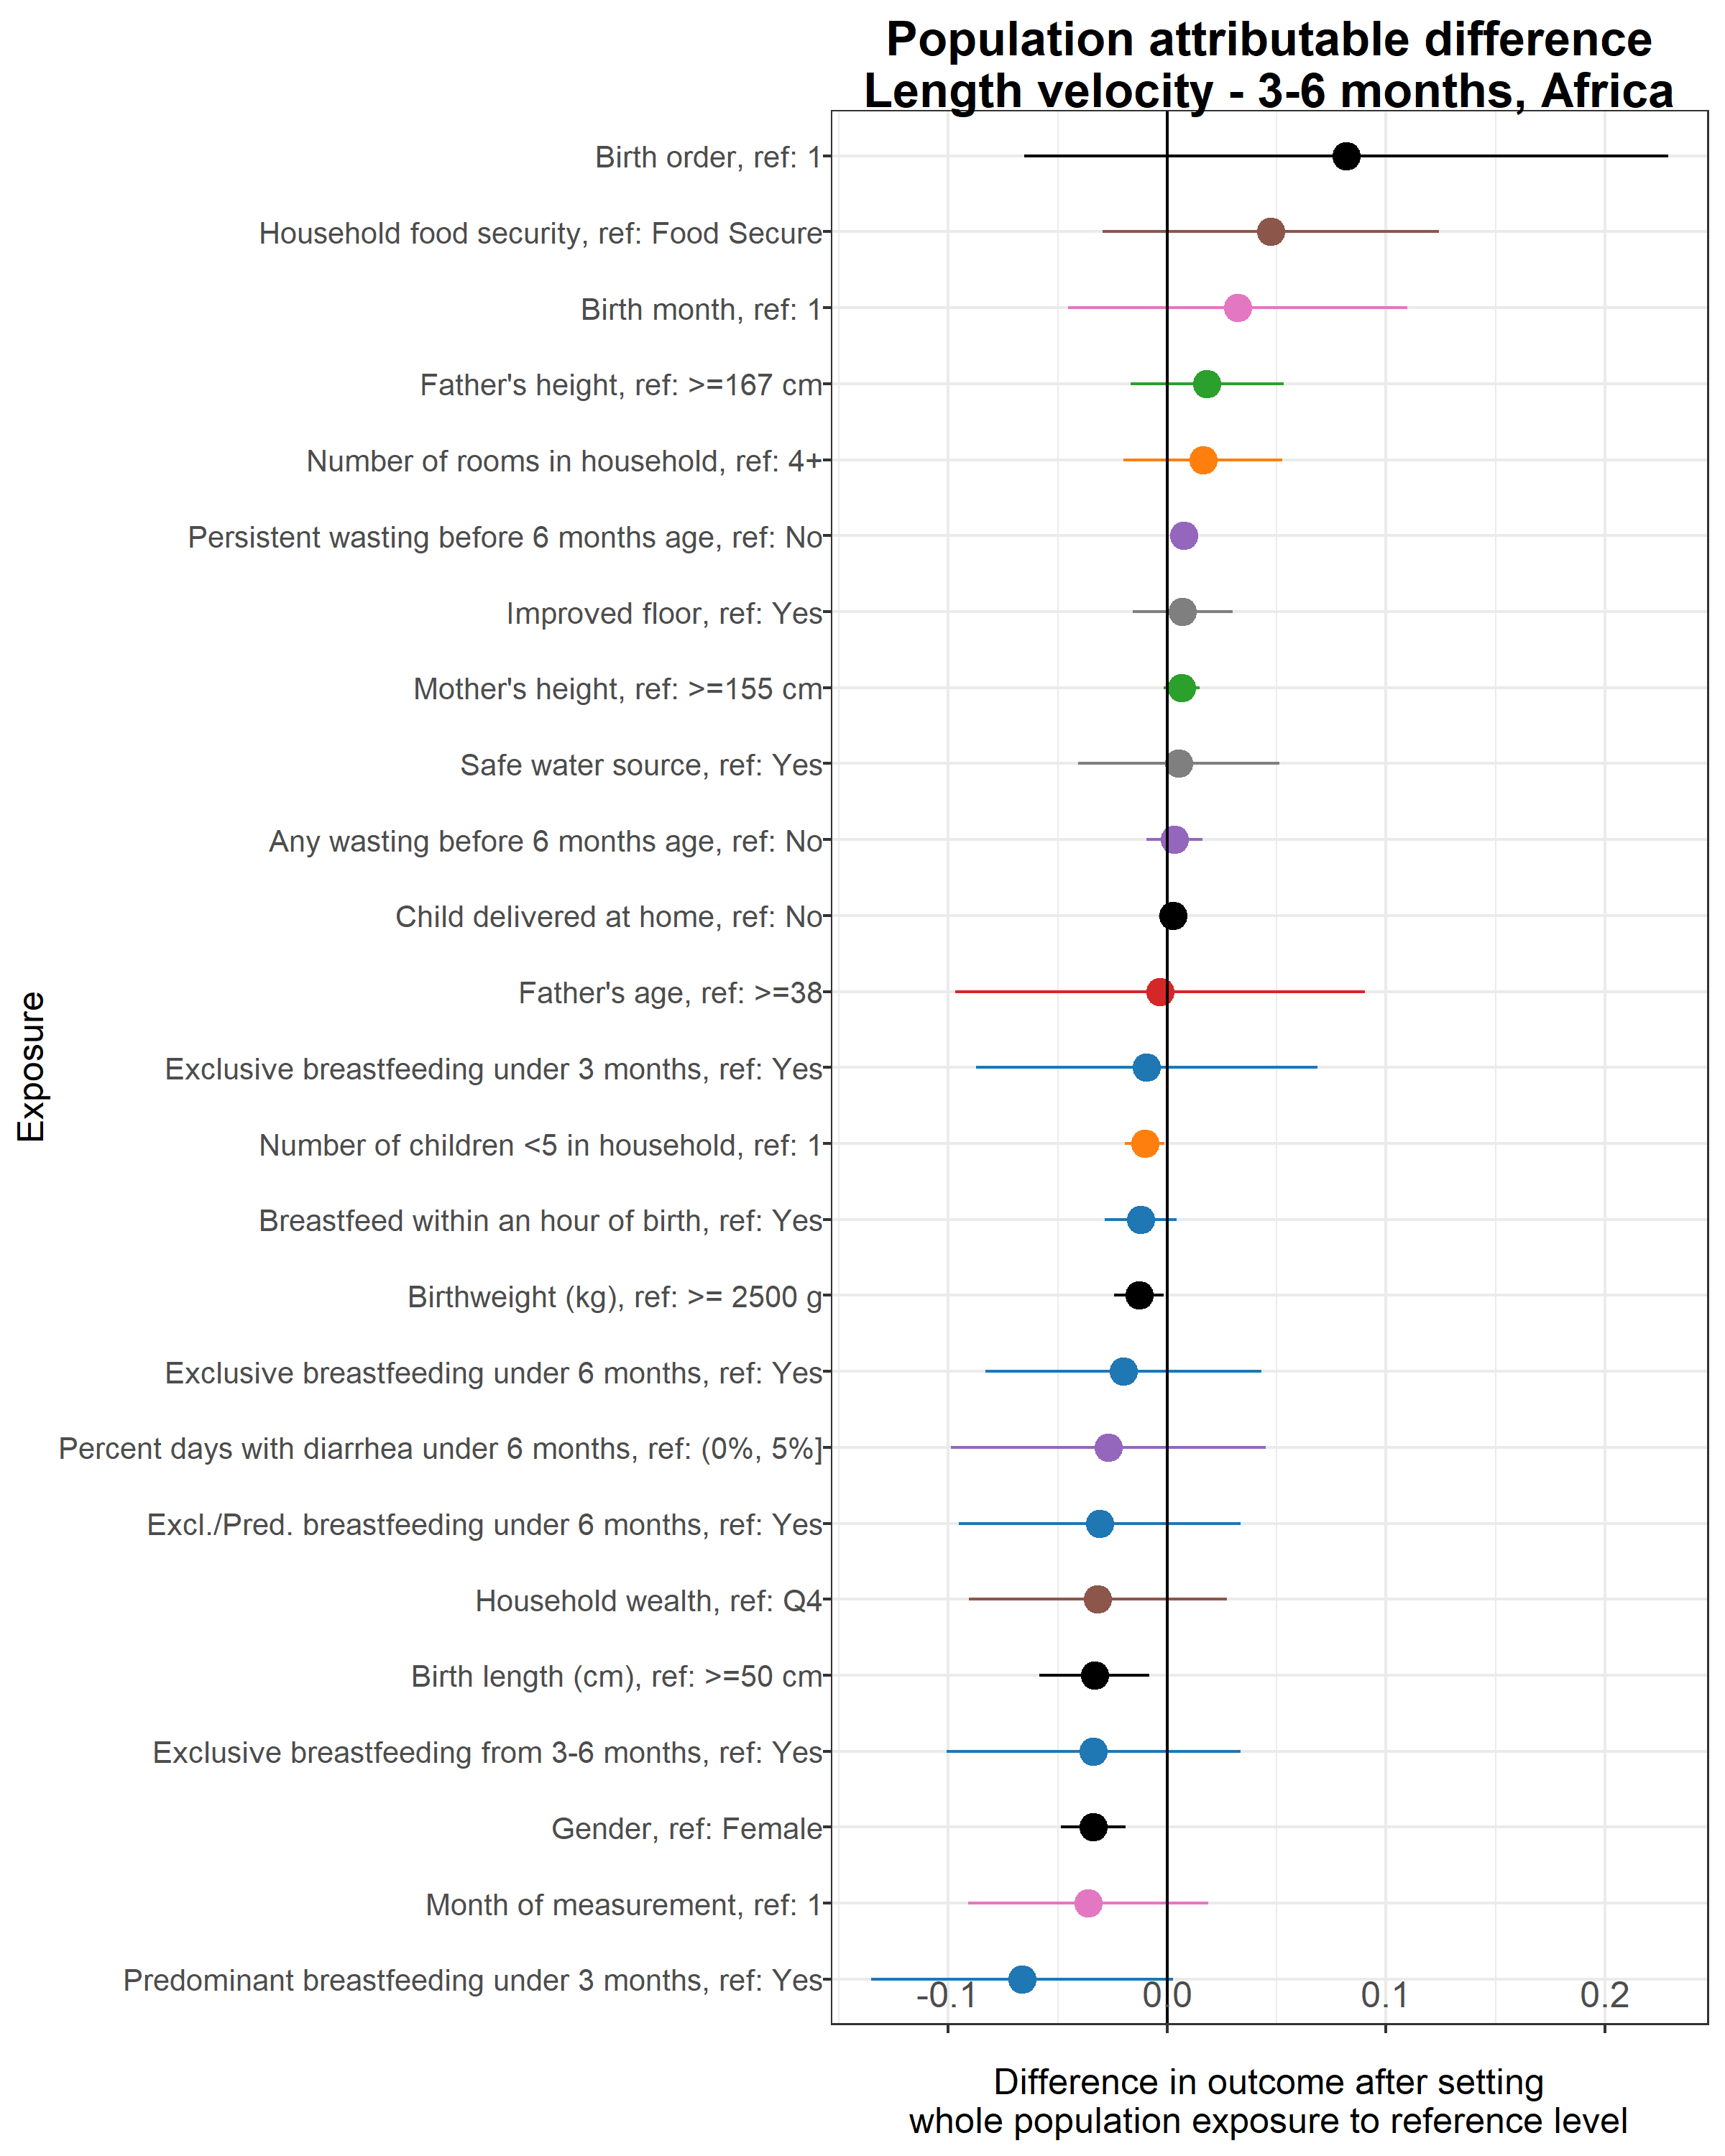 Population attributable difference
Length velocity - 3-6 months, Africa
Birth order, ref: 1
Household food security, ref: Food Secure
Birth month, ref: 1
Father's height, ref: >=167 cm
Number of rooms in household, ref: 4+
Persistent wasting before 6 months age, ref: No
Improved floor, ref: Yes
Mother's height, ref: >=155 cm
Safe water source, ref: Yes
Any wasting before 6 months age, ref: No
Child delivered at home, ref: No
Father's age, ref: >=38
Exclusive breastfeeding under 3 months, ref: Yes
Number of children <5 in household, ref: 1
Breastfeed within an hour of birth, ref: Yes
Birthweight (kg), ref: >= 2500 g
Exclusive breastfeeding under 6 months, ref: Yes
Percent days with diarrhea under 6 months, ref: (0%, 5%]
Excl./Pred. breastfeeding under 6 months, ref: Yes
Household wealth, ref: Q4
Birth length (cm), ref: >=50 cm
Exclusive breastfeeding from 3-6 months, ref: Yes
Gender, ref: Female
Month of measurement, ref: 1
Predominant breastfeeding under 3 months, ref: Yes
Exposure
-0.1 0.0 0.1 0.2
Difference in outcome after setting
whole population exposure to reference level